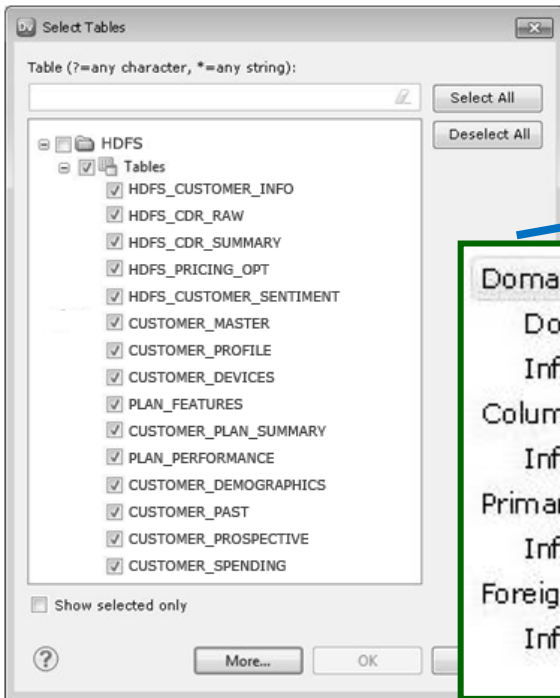 Dv Select Tables
Table (?=any character, *=any string):
Select All
Deselect All
HDFS
Tables
HDFS_CUSTOMER_INFO
HDFS_CDR_RAW
HDFS_CDR_SUMMARY
HDFS_PRICING_OPT
HDFS_CUSTOMER_SENTIMENT
CUSTOMER_MASTER
CUSTOMER_PROFILE
CUSTOMER_DEVICES
PLAN_FEATURES
CUSTOMER_PLAN_SUMMARY
PLAN_PERFORMANCE
CUSTOMER_DEMOGRAPHICS
CUSTOMER_PAST
CUSTOMER_PROSPECTIVE
CUSTOMER_SPENDING
Show selected only
? More... OK